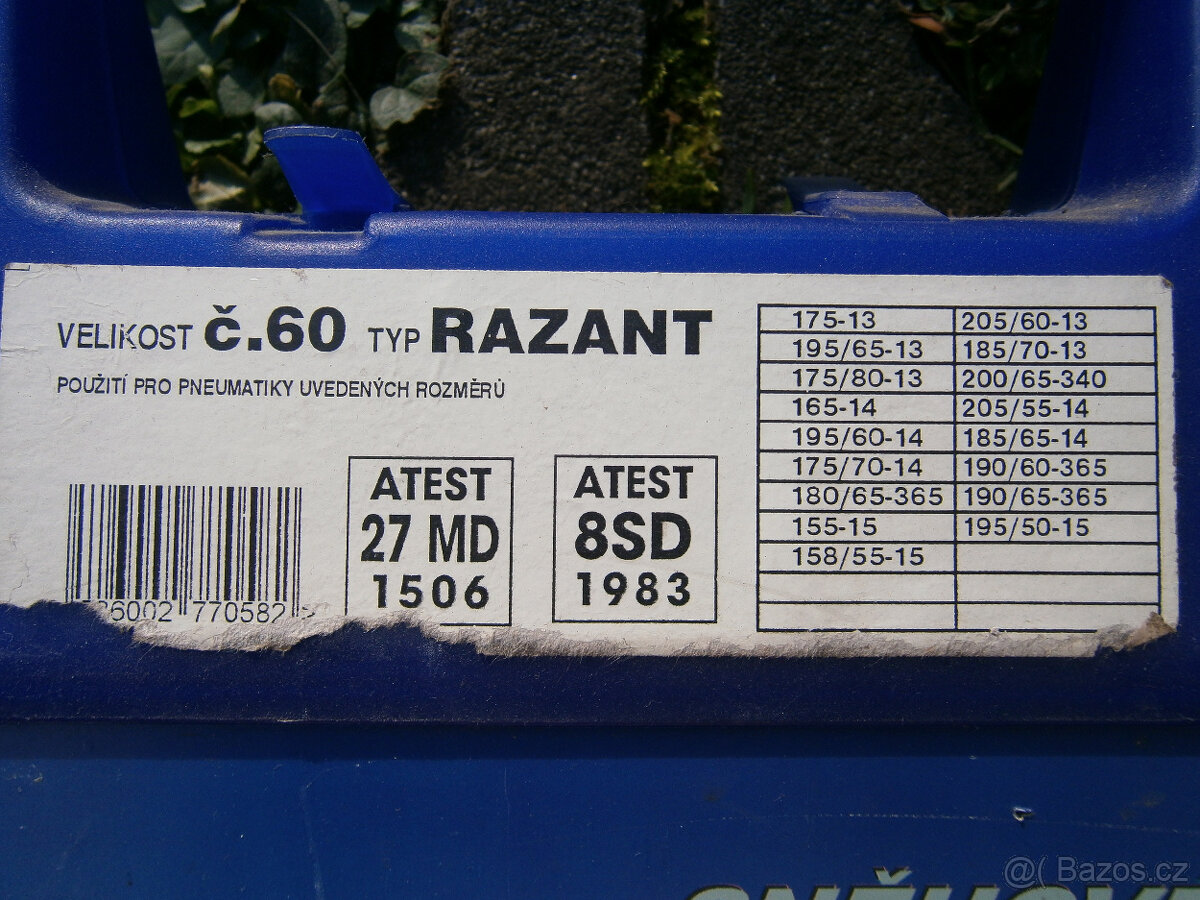 VELIKOST č.60 TYP RAZANT
POUŽITÍ PRO PNEUMATIKY UVEDENÝCH ROZMĚRŮ
ATEST
27 MD
1506
ATEST
8SD
1983
6002 770582
175-13 205/60-13
195/65-13 185/70-13
175/80-13 200/65-340
165-14 205/55-14
195/60-14 185/65-14
175/70-14 190/60-365
180/65-365 190/65-365
155-15 195/50-15
158/55-15
@( Bazos.cz